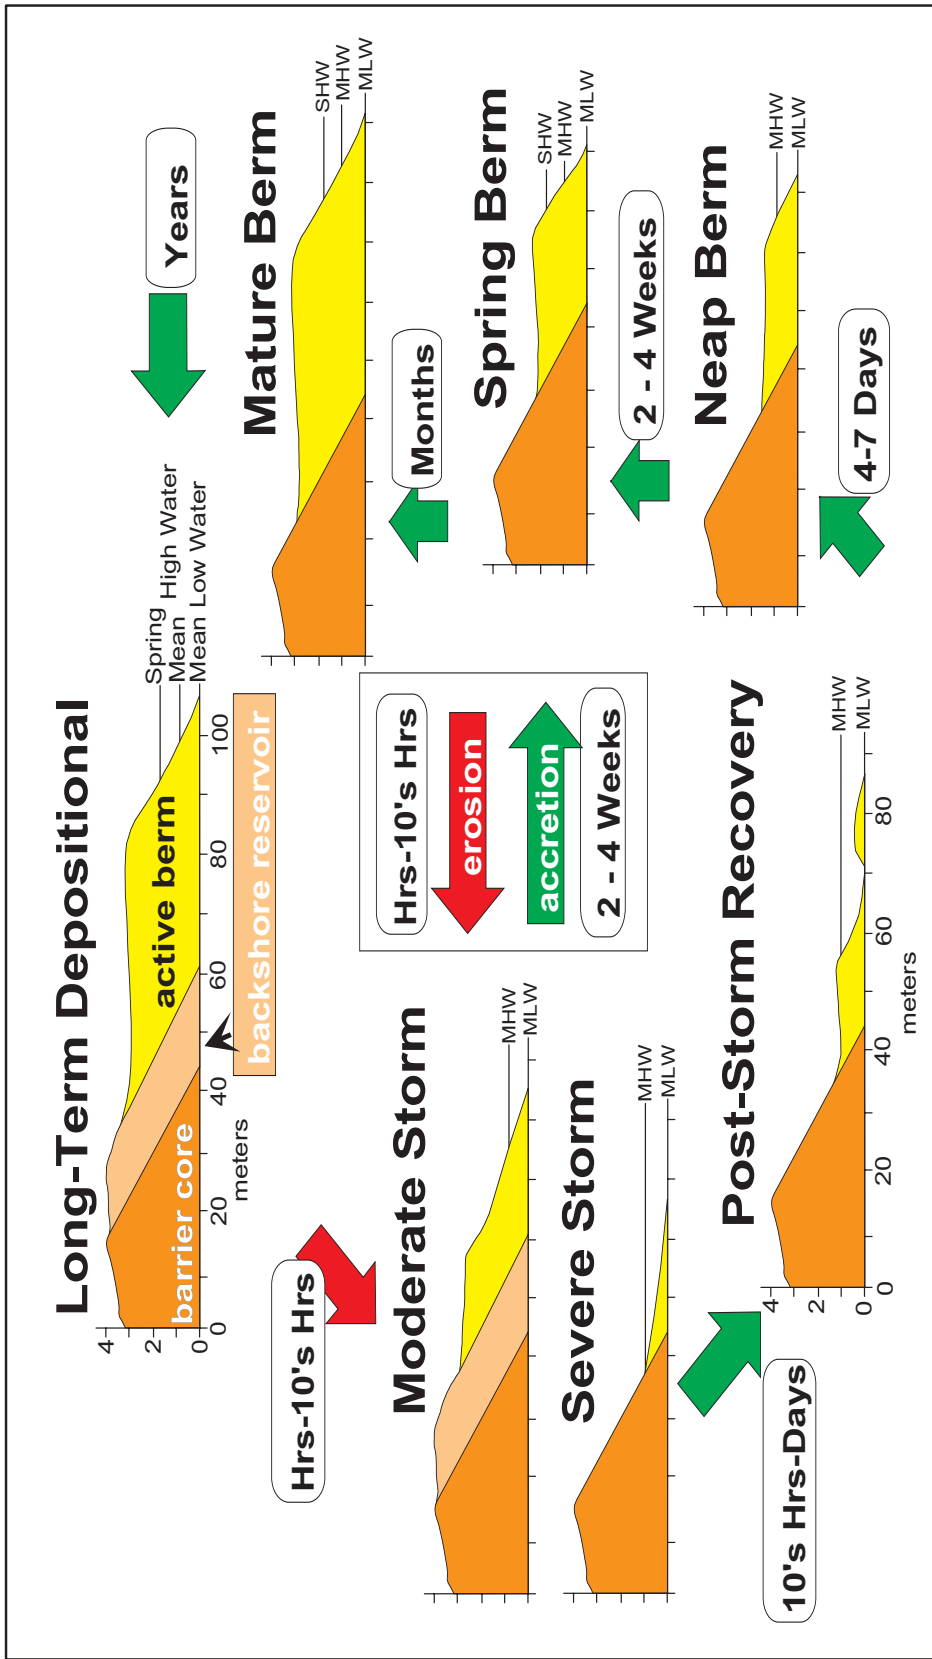 Long-Term Depositional
Spring
Mean High Water
Mean Low Water
active berm
barrier core
backshore reservoir
4
2
0
0
20
40
60
80
100
meters
Years
Mature Berm
SHW
MHW
MLW
Months
Spring Berm
SHW
MHW
MLW
2 - 4 Weeks
Neap Berm
MHW
MLW
4-7 Days
Hrs-10's Hrs
Moderate Storm
MHW
MLW
Hrs-10's Hrs
erosion
accretion
2 - 4 Weeks
Severe Storm
MHW
MLW
10's Hrs-Days
Post-Storm Recovery
MHW
MLW
4
2
0
0
20
40
60
80
meters